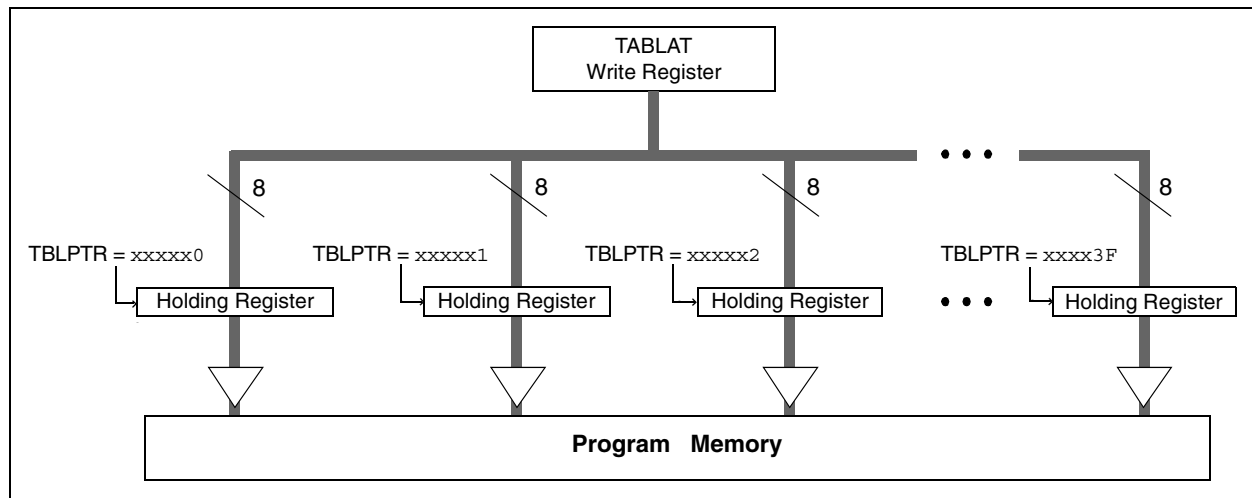 TABLAT
Write Register
8
8
8
8
TBLPTR = xxxxx0
TBLPTR = xxxxx1
TBLPTR = xxxxx2
TBLPTR = xxxx3F
Holding Register
Holding Register
Holding Register
Holding Register
Program Memory